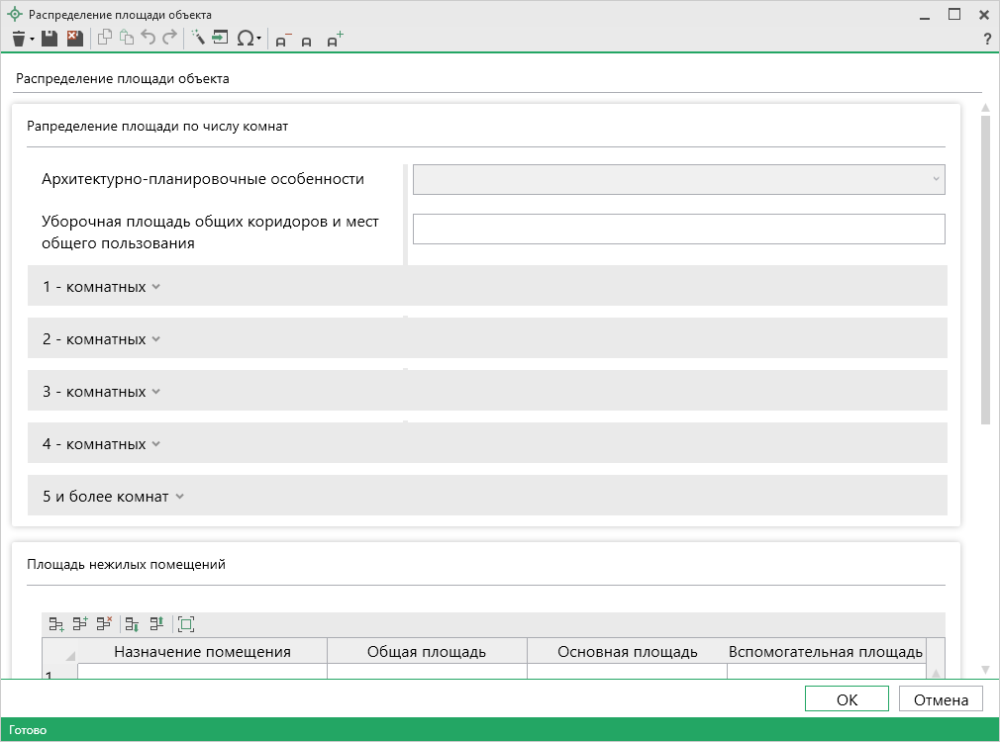 Распределение площади объекта
?
Распределение площади объекта
Рапределение площади по числу комнат
Архитектурно-планировочные особенности
Уборочная площадь общих коридоров и мест
общего пользования
1 - комнатных
2 - комнатных
3 - комнатных
4 - комнатных
5 и более комнат
Площадь нежилых помещений
Назначение помещения Общая площадь Основная площадь Вспомогательная площадь
1
ОК Отмена
Готово